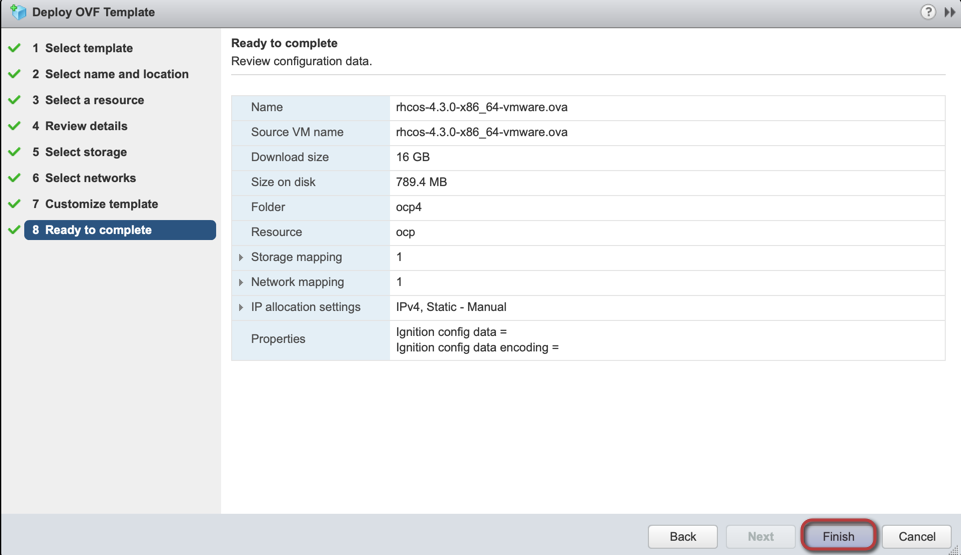 Deploy OVF Template
?
1 Select template
2 Select name and location
3 Select a resource
4 Review details
5 Select storage
6 Select networks
7 Customize template
8 Ready to complete
Ready to complete
Review configuration data.
Name rhcos-4.3.0-x86_64-vmware.ova
Source VM name rhcos-4.3.0-x86_64-vmware.ova
Download size 16 GB
Size on disk 789.4 MB
Folder ocp4
Resource ocp
Storage mapping 1
Network mapping 1
IP allocation settings IPv4, Static - Manual
Properties
Ignition config data =
Ignition config data encoding =
Back Next Finish Cancel